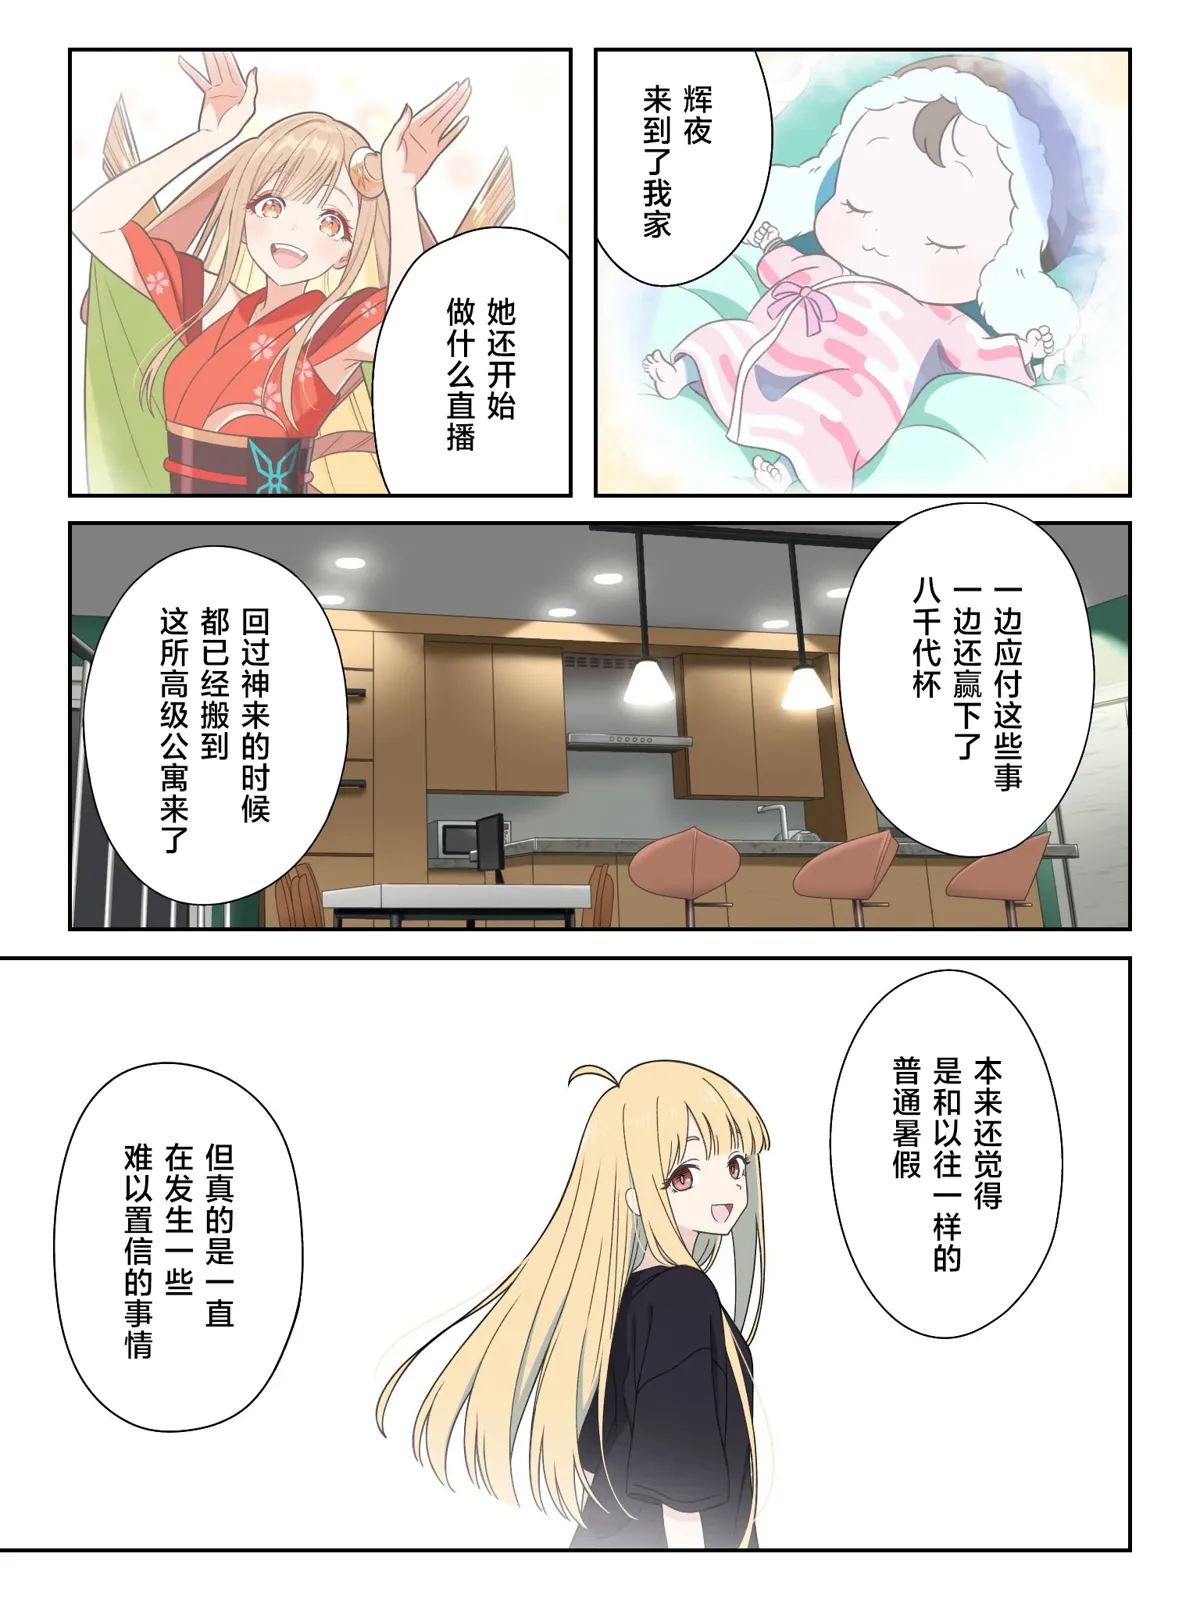 辉夜
来到了我家
她还开始
做什么直播
一边应付这些事
一边还赢下了
八千代杯
回过神来的时候
都已经搬到
这所高级公寓来了
本来还觉得
是和以往一样的
普通暑假
但真的是一直
在发生一些
难以置信的事情